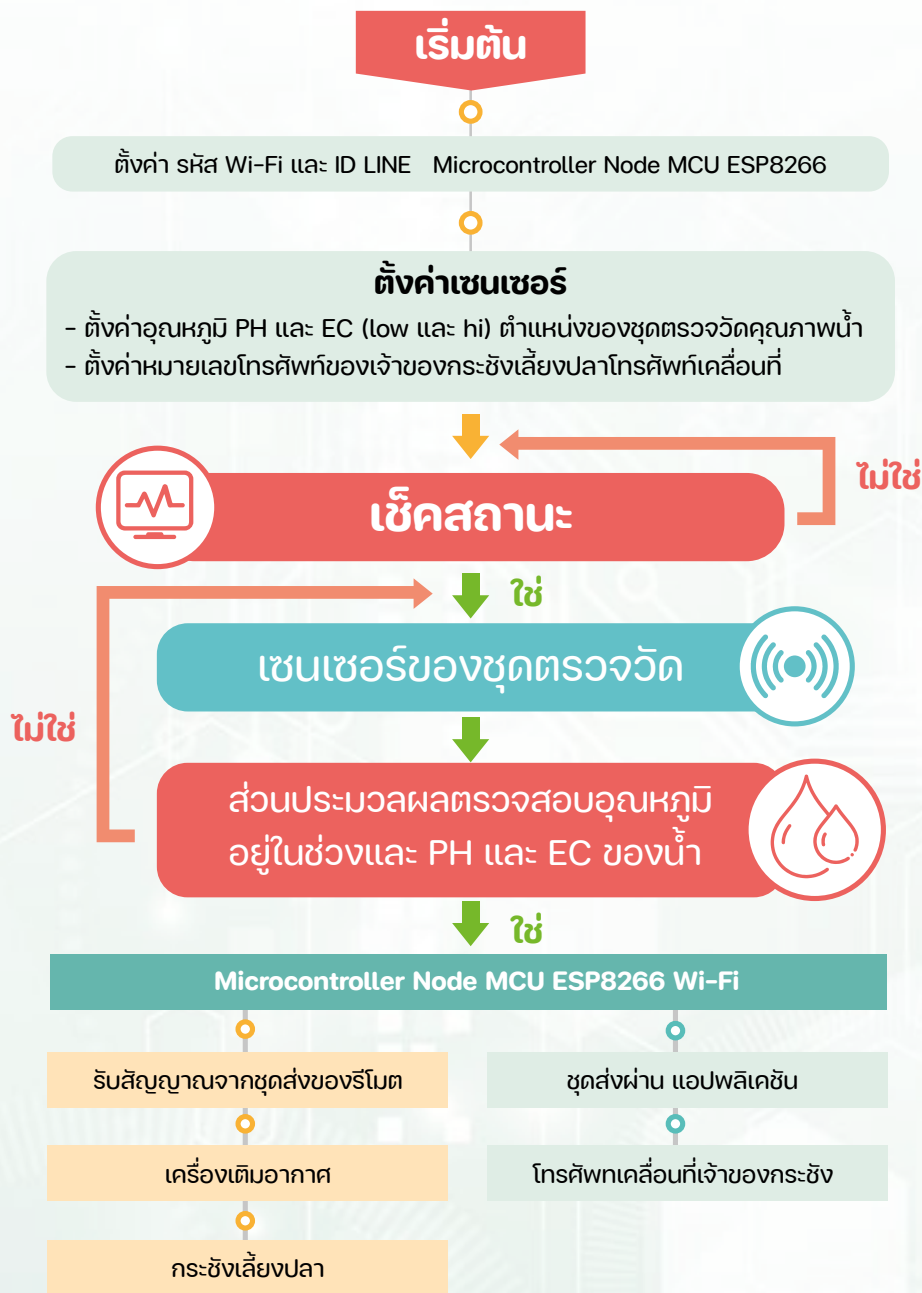 เริ่มต้น
ตั้งค่า รหัส Wi-Fi และ ID LINE Microcontroller Node MCU ESP8266
ตั้งค่าเซนเซอร์
- ตั้งค่าอุณหภูมิ PH และ EC (low และ hi) ตำแหน่งของชุดตรวจวัดคุณภาพน้ำ
- ตั้งค่าหมายเลขโทรศัพท์ของเจ้าของกระชังเลี้ยงปลาโทรศัพท์เคลื่อนที่
ไม่ใช่
เช็คสถานะ
ใช่
เซนเซอร์ของชุดตรวจวัด
ไม่ใช่
ส่วนประมวลผลตรวจสอบอุณหภูมิ
อยู่ในช่วงและ PH และ EC ของน้ำ
ใช่
Microcontroller Node MCU ESP8266 Wi-Fi
รับสัญญาณจากชุดส่งของรีโมต
เครื่องเติมอากาศ
กระชังเลี้ยงปลา
ชุดส่งผ่าน แอปพลิเคชัน
โทรศัพทเคลื่อนที่เจ้าของกระชัง